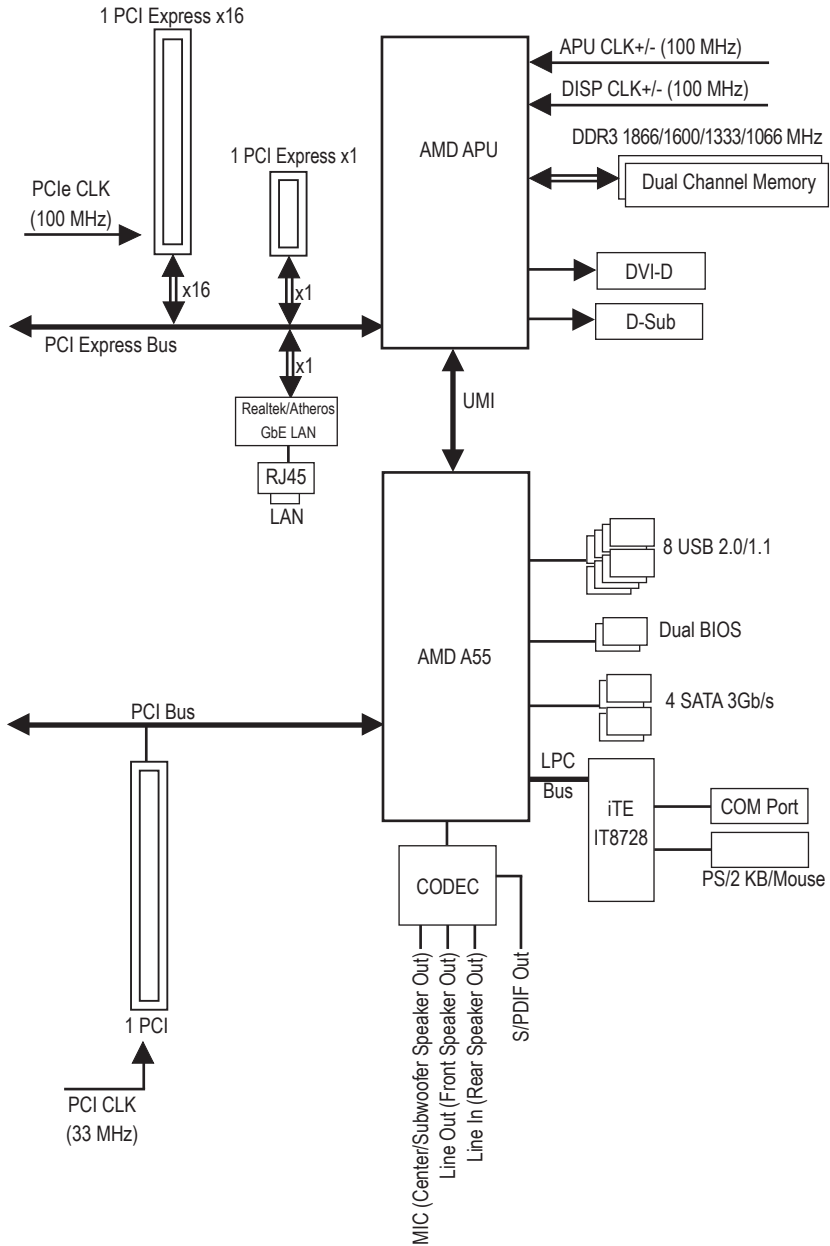 1 PCI Express x16
APU CLK+/- (100 MHz)
DISP CLK+/- (100 MHz)
DDR3 1866/1600/1333/1066 MHz
AMD APU
1 PCI Express x1
Dual Channel Memory
PCIe CLK
(100 MHz)
DVI-D
x16
x1
D-Sub
PCI Express Bus
x1
UMI
Realtek/Atheros
GbE LAN
RJ45
LAN
8 USB 2.0/1.1
Dual BIOS
AMD A55
4 SATA 3Gb/s
PCI Bus
LPC
Bus
iTE
IT8728
COM Port
PS/2 KB/Mouse
CODEC
MIC (Center/Subwoofer Speaker Out)
Line Out (Front Speaker Out)
Line In (Rear Speaker Out)
S/PDIF Out
1 PCI
PCI CLK
(33 MHz)